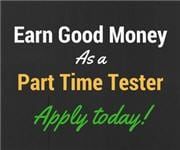 Earn Good Money
As a
Part Time Tester
Apply today!